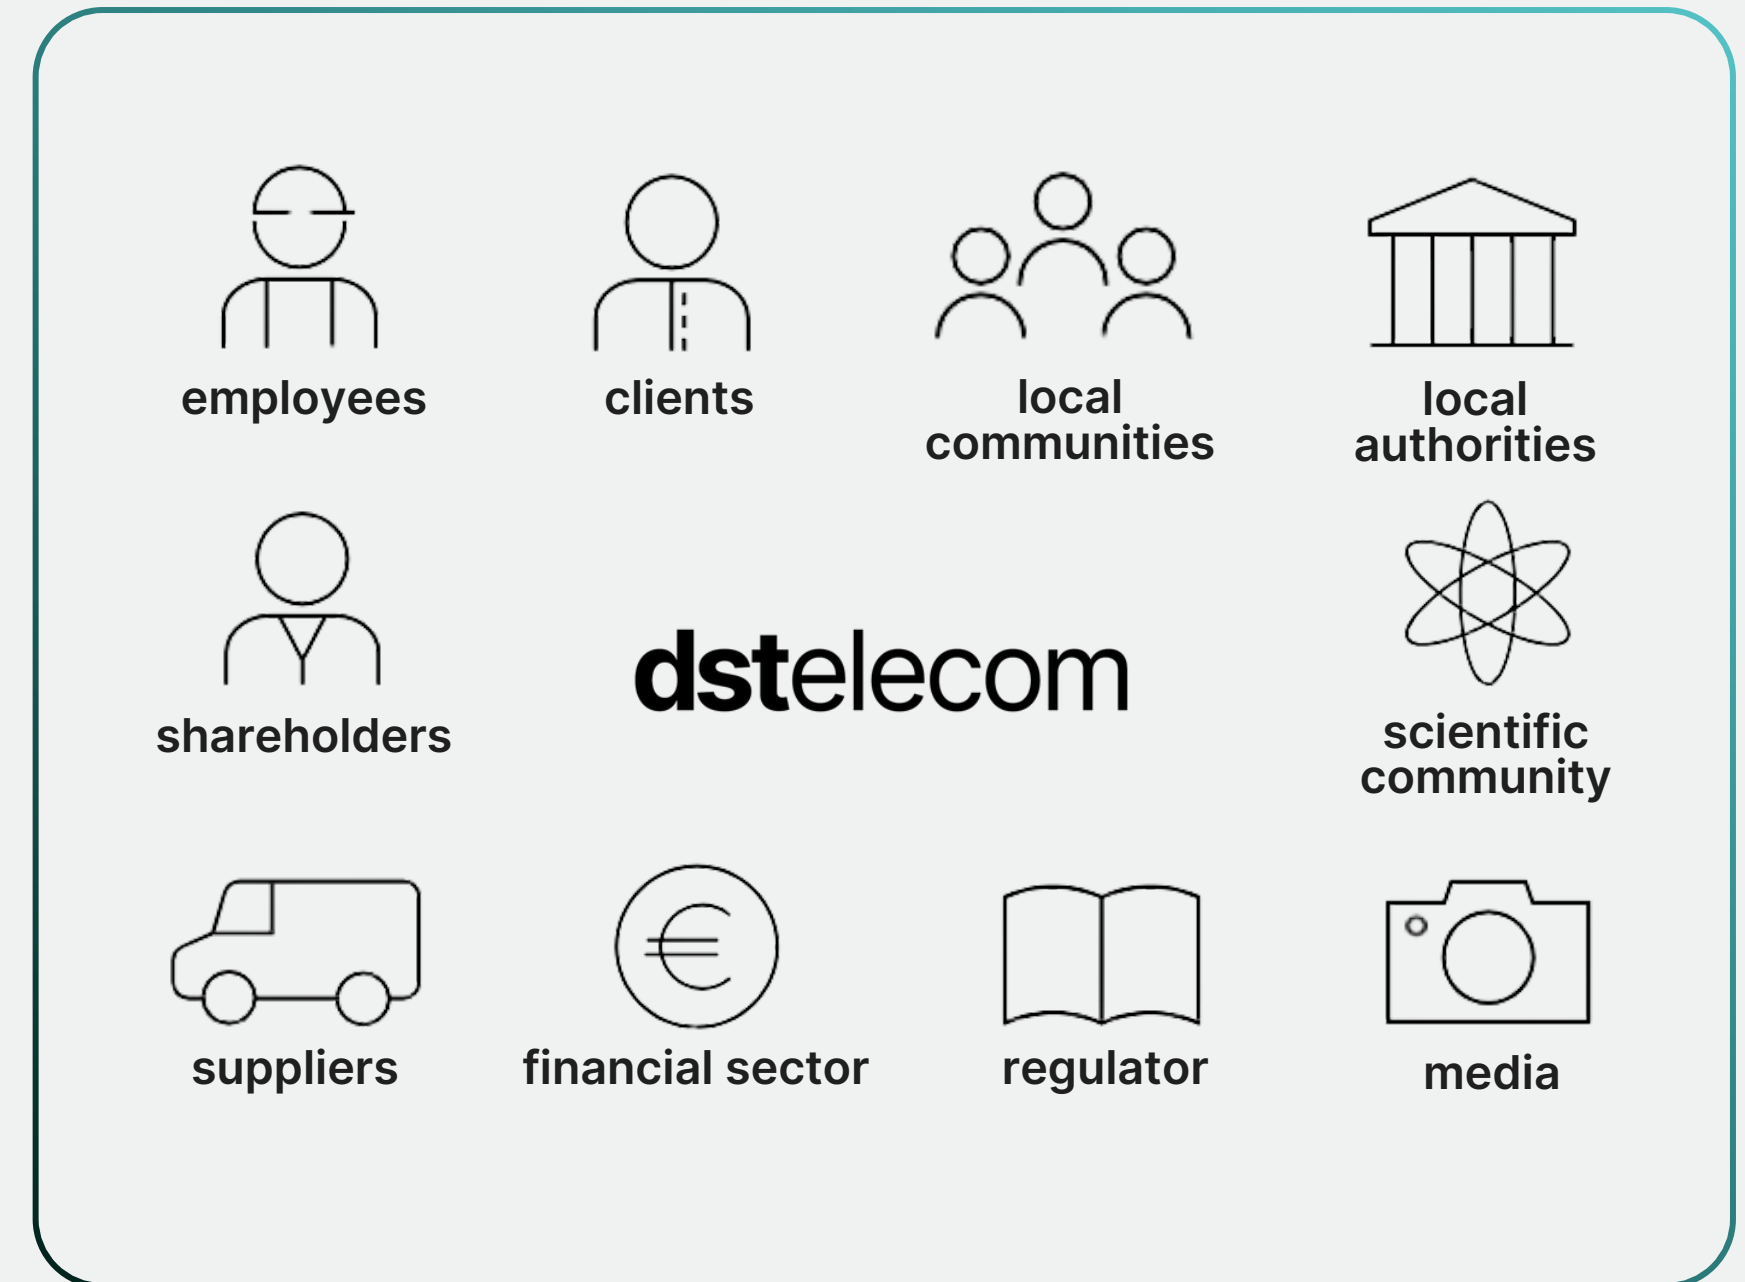 employees
clients
local
communities
local
authorities
shareholders
dstelecom
scientific
community
suppliers
financial sector
regulator
media